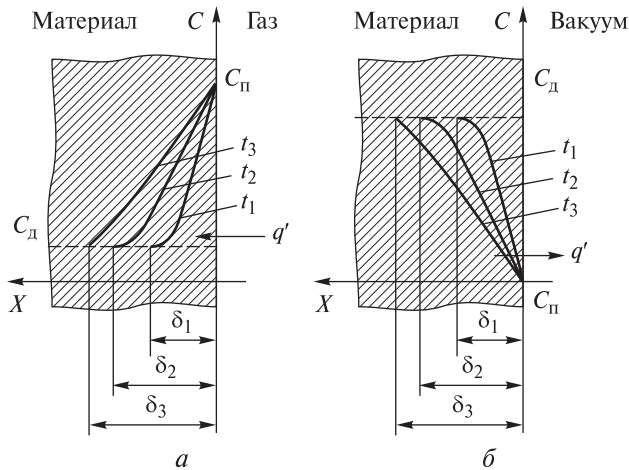 Материал C Газ Материал C Вакуум
Cп Cд
t3 t1
t2 t2
t1 t3
Cд
q′ q′
X X Cп
δ1 δ1
δ2 δ2
δ3 δ3
а б